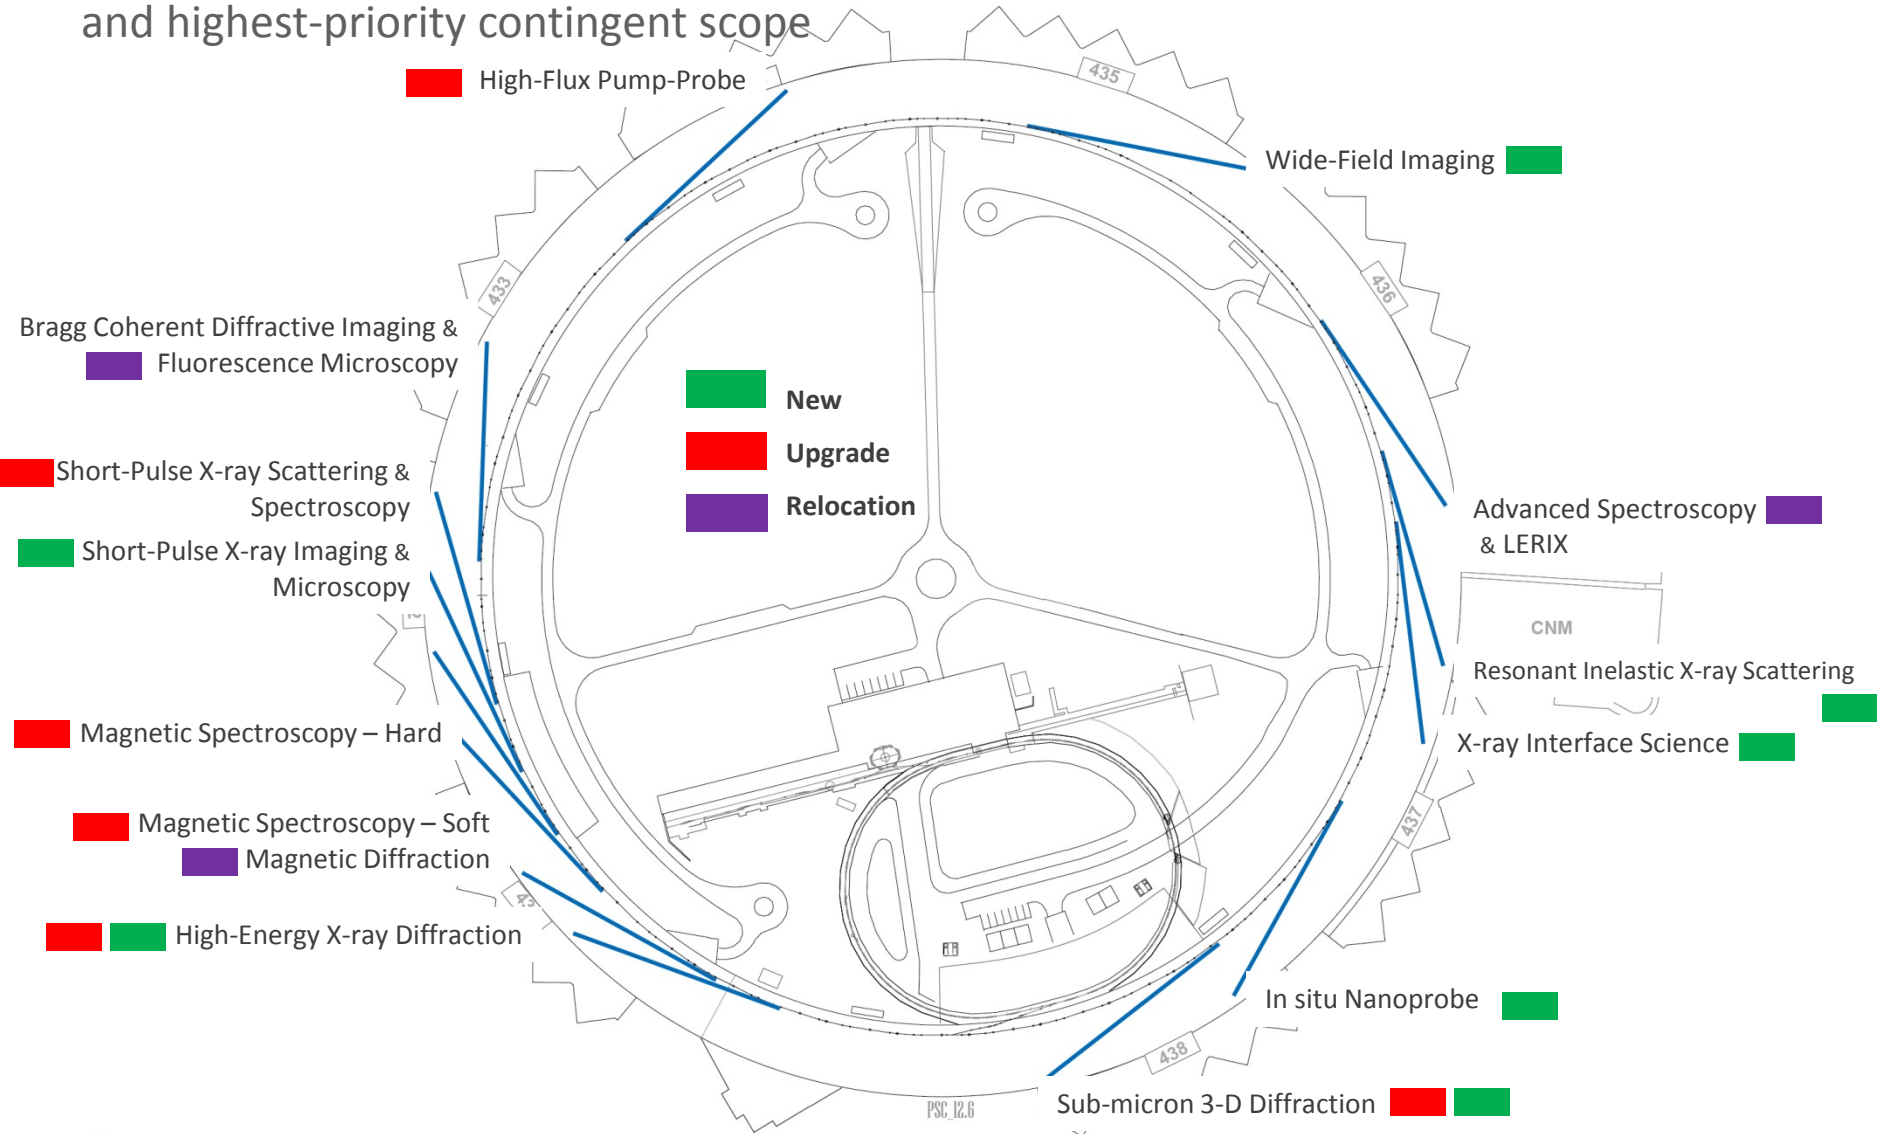 and highest-priority contingent scope
High-Flux Pump-Probe
435
Wide-Field Imaging
433
436
Bragg Coherent Diffractive Imaging &
Fluorescence Microscopy
New
Upgrade
Relocation
Short-Pulse X-ray Scattering &
Spectroscopy
Advanced Spectroscopy
& LERIX
Short-Pulse X-ray Imaging &
Microscopy
CNM
Resonant Inelastic X-ray Scattering
Magnetic Spectroscopy – Hard
X-ray Interface Science
437
Magnetic Spectroscopy – Soft
Magnetic Diffraction
High-Energy X-ray Diffraction
In situ Nanoprobe
438
Sub-micron 3-D Diffraction
PSC_12.6